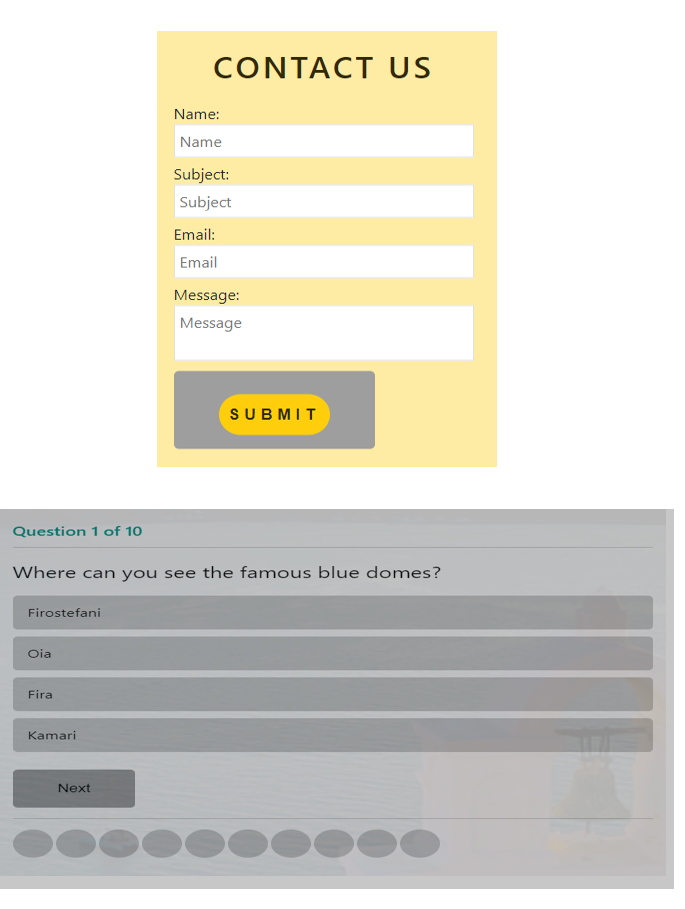 CONTACT US
Name:
Name
Subject:
Subject
Email:
Email
Message:
Message
SUBMIT
Question 1 of 10
Where can you see the famous blue domes?
Firostefani
Oia
Fira
Kamari
Next